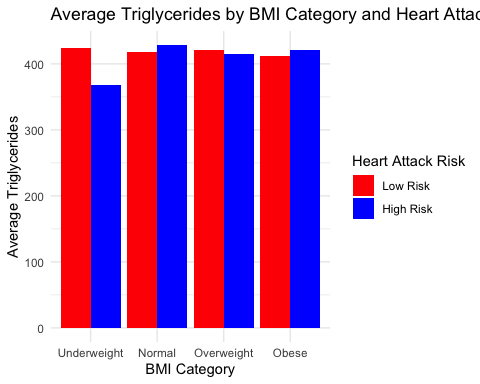 Average Triglycerides by BMI Category and Heart Attac
Average Triglycerides
400
300
200
100
0
Underweight Normal Overweight Obese
BMI Category
Heart Attack Risk
Low Risk
High Risk